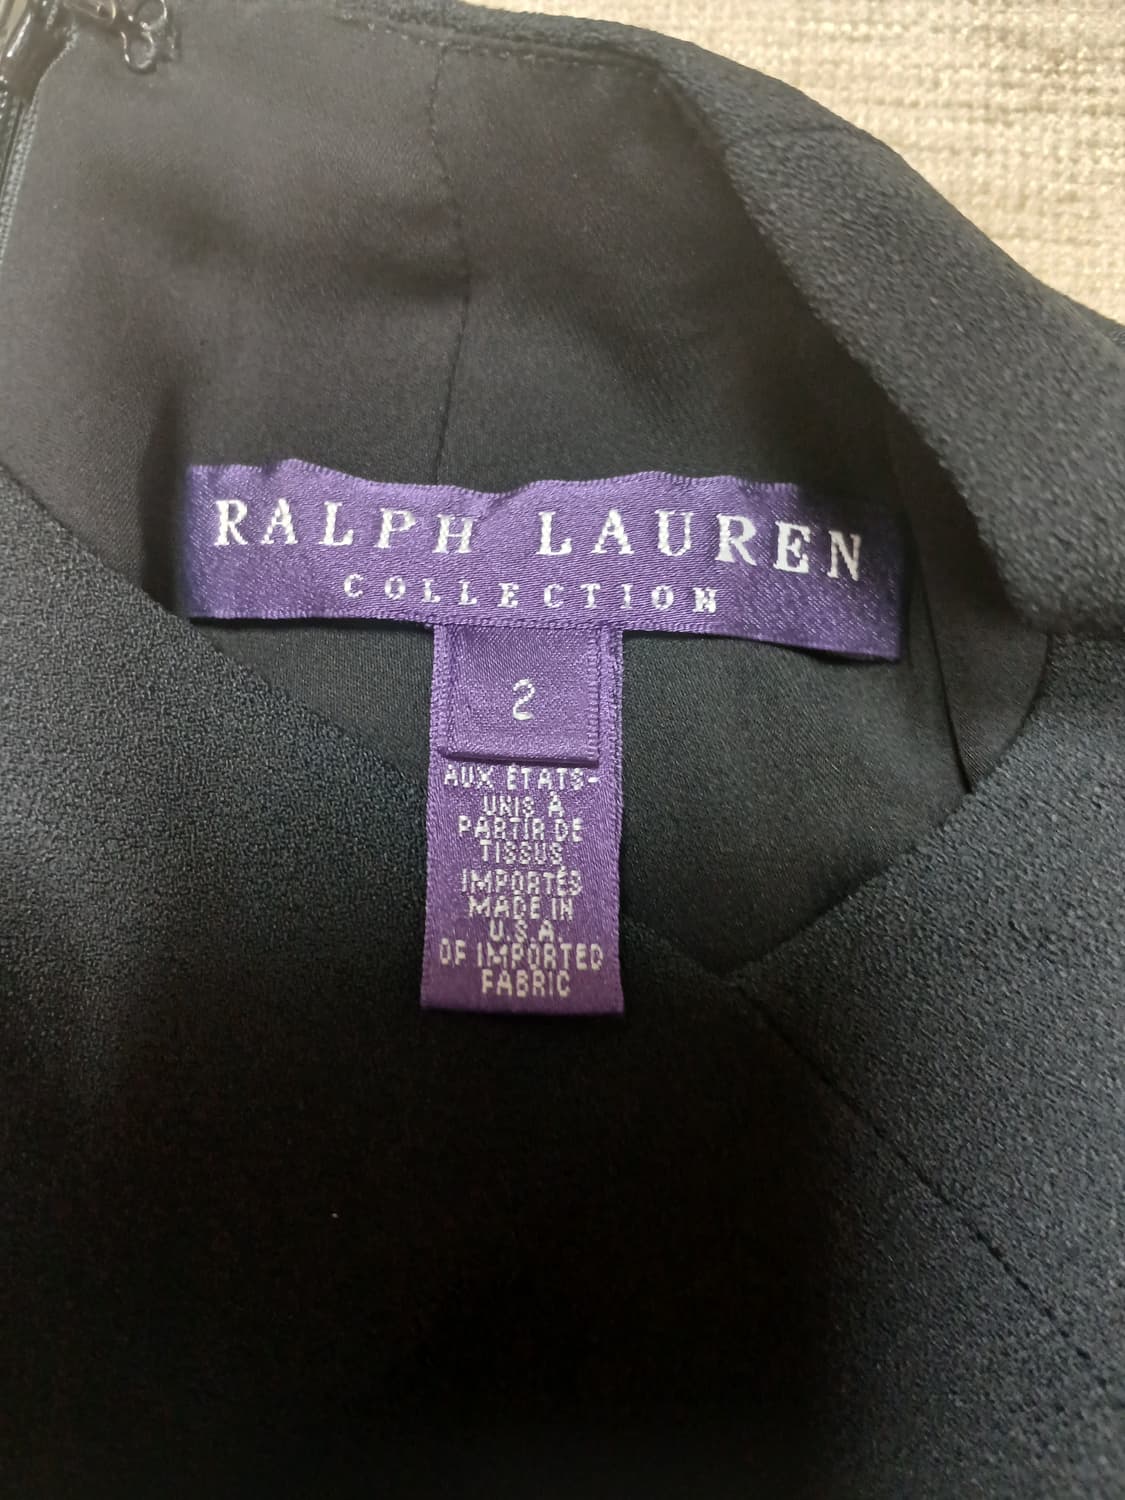 RALPH LAUREN
COLLECTION
2
AUX ÉTATS-
UNIS À
PARTIR DE
TISSUS
IMPORTÉS
MADE IN
U.S.A.
OF IMPORTED
FABRIC